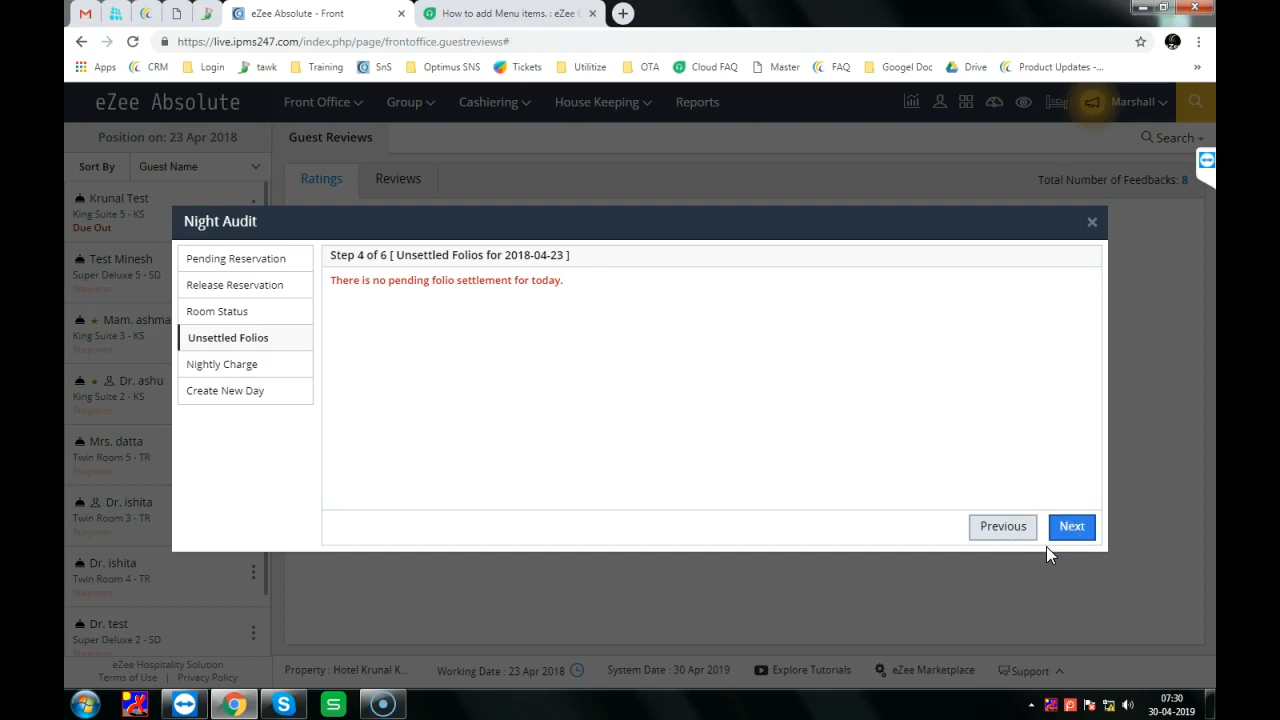 eZee Absolute - Front
How to add Menu items. : eZee
https://live.ipms247.com/index.php/page/frontoffice.guestreviews#
Apps CRM Login tawk Training SnS Optimus SNS Tickets Utilitize OTA Cloud FAQ Master FAQ Googel Doc Drive Product Updates -... »
eZee Absolute Front Office Group Cashiering House Keeping Reports Marshall
Position on: 23 Apr 2018 Guest Reviews Search
Sort By Guest Name Ratings Reviews Total Number of Feedbacks: 8
Krunal Test
King Suite 5 - KS
Due Out
Test Minesh
Super Deluxe 5 - SD
Stayover
Mam. ashma
King Suite 3 - KS
Stayover
Dr. ashu
King Suite 2 - KS
Stayover
Mrs. datta
Twin Room 5 - TR
Stayover
Dr. ishita
Twin Room 3 - TR
Stayover
Dr. ishita
Twin Room 4 - TR
Stayover
Dr. test
Super Deluxe 2 - SD
Night Audit
Pending Reservation
Release Reservation
Room Status
Unsettled Folios
Nightly Charge
Create New Day
Step 4 of 6 [ Unsettled Folios for 2018-04-23 ]
There is no pending folio settlement for today.
Previous Next
eZee Hospitality Solution
Terms of Use | Privacy Policy
Property : Hotel Krunal K... Working Date : 23 Apr 2018 System Date : 30 Apr 2019 Explore Tutorials eZee Marketplace Support
07:30
30-04-2019